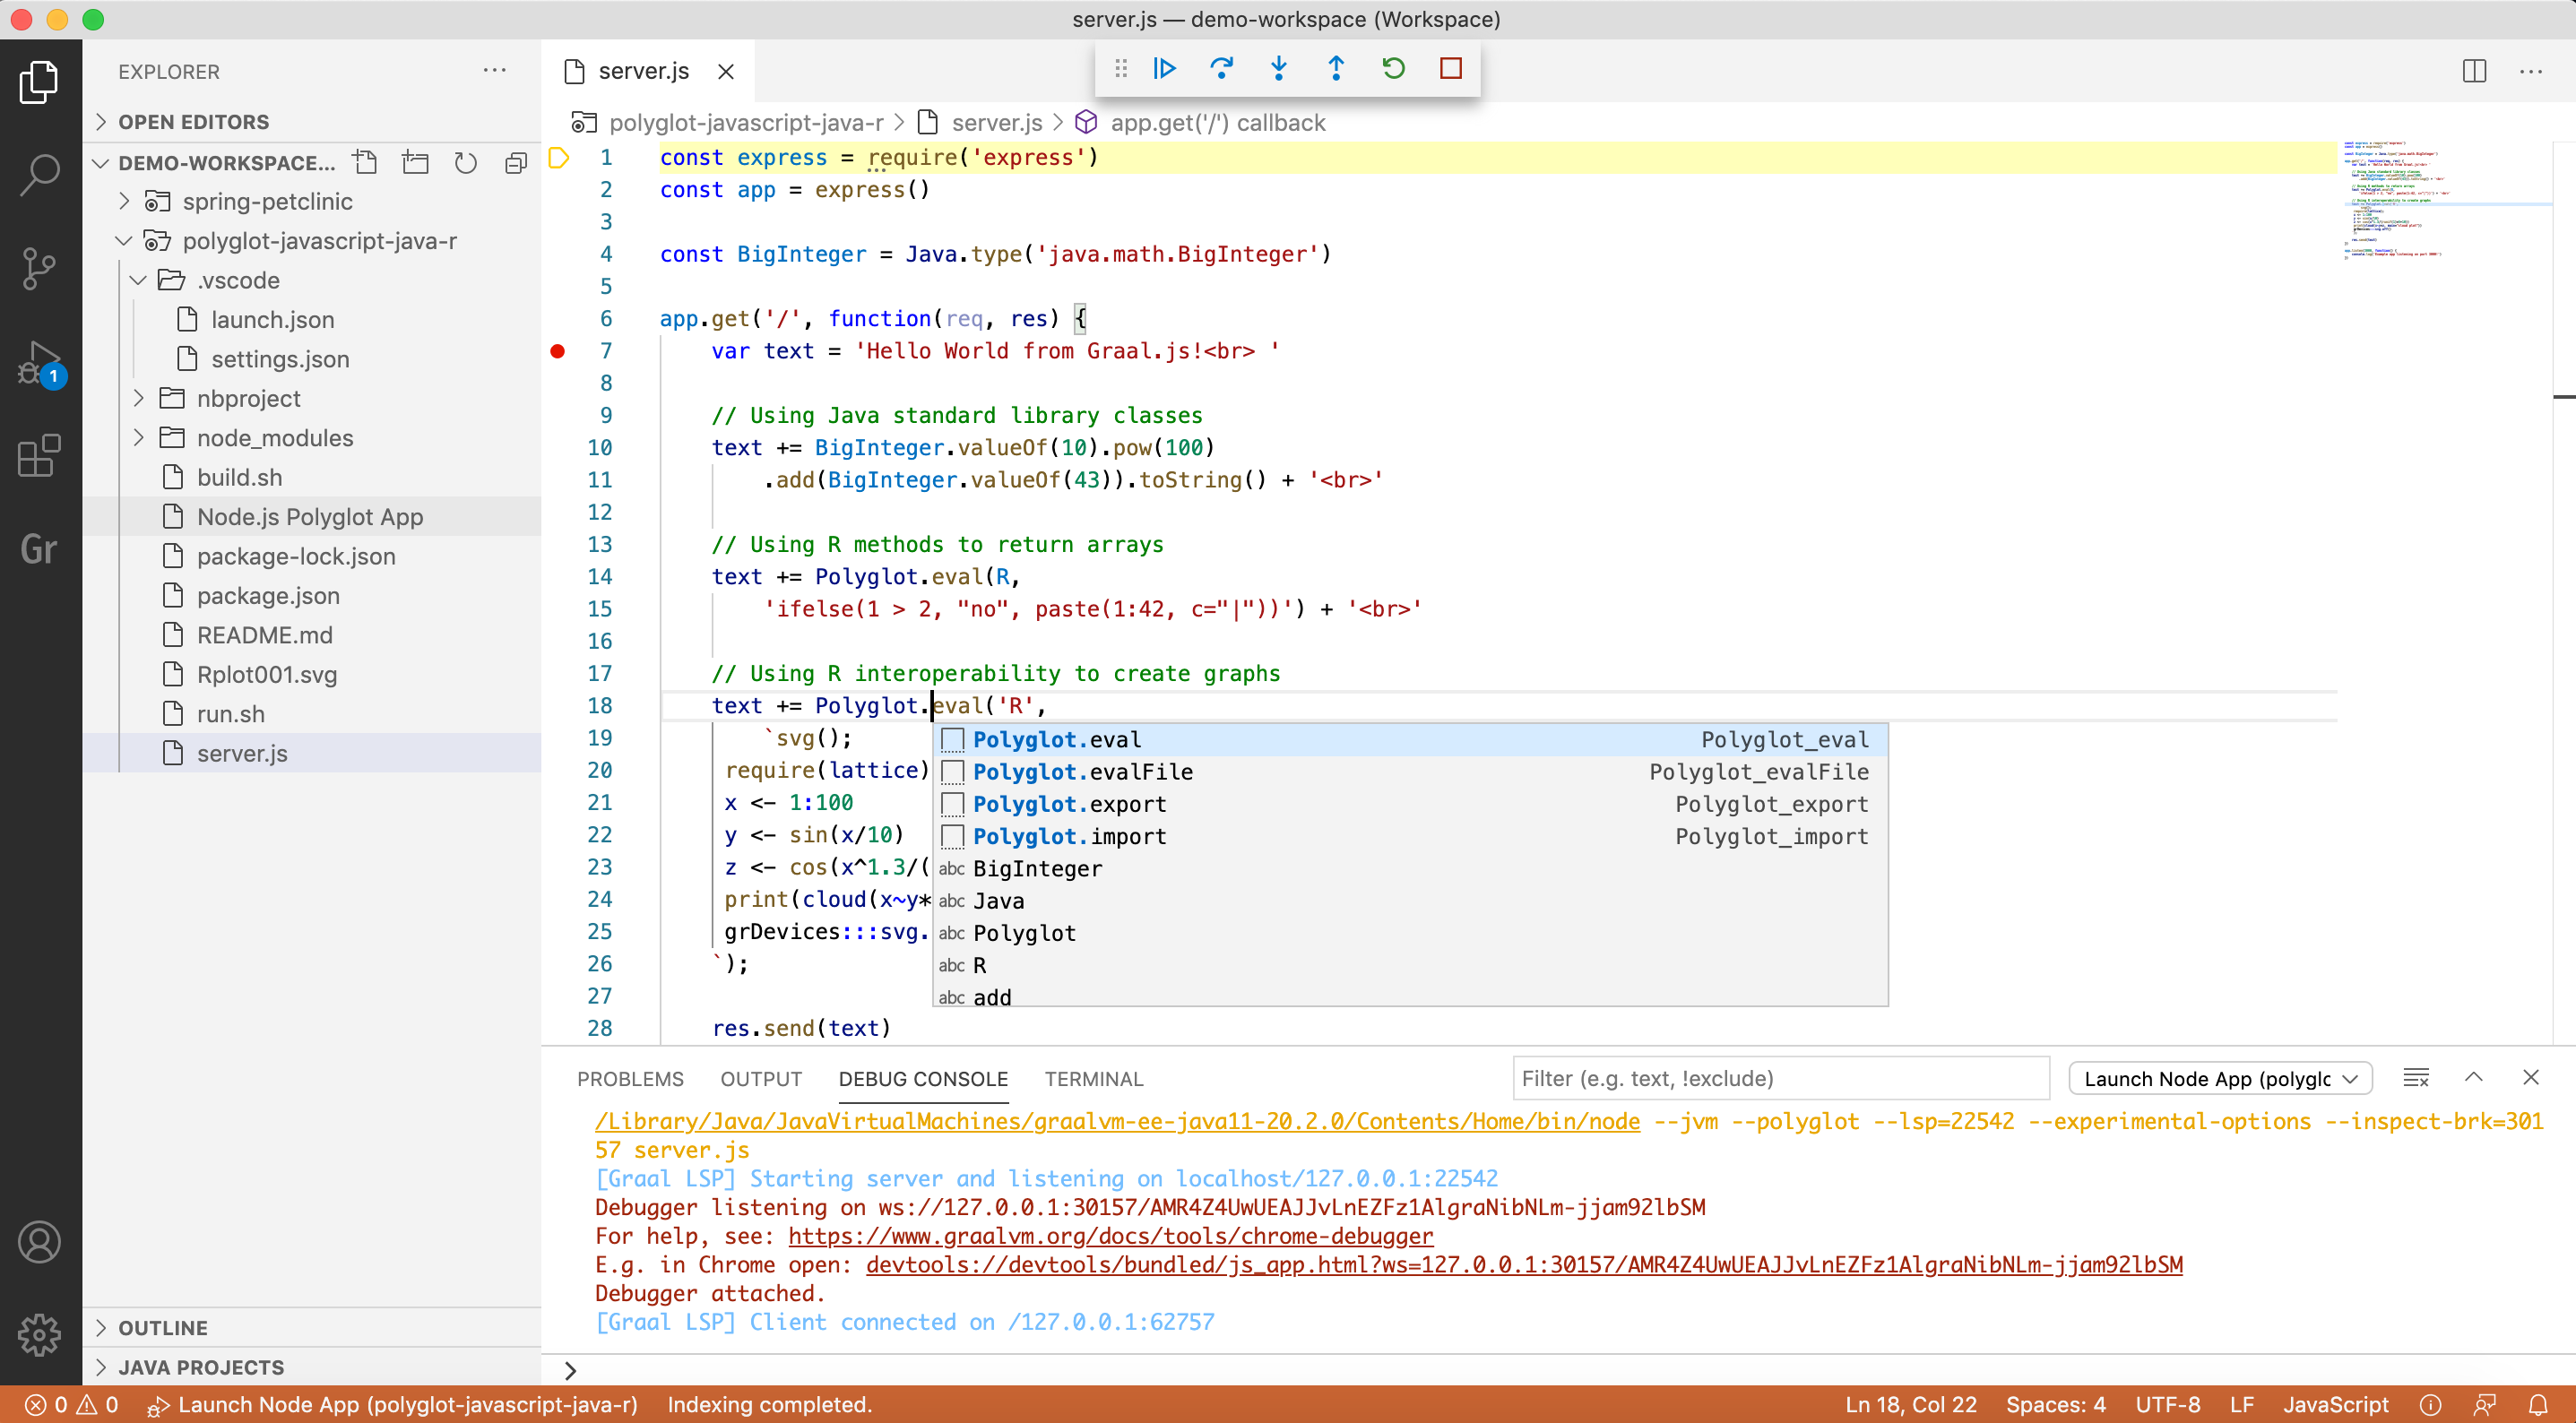 server.js — demo-workspace (Workspace)
EXPLORER
OPEN EDITORS
DEMO-WORKSPACE...
spring-petclinic
polyglot-javascript-java-r
.vscode
launch.json
settings.json
nbproject
node_modules
build.sh
Node.js Polyglot App
package-lock.json
package.json
README.md
Rplot001.svg
run.sh
server.js
OUTLINE
JAVA PROJECTS
1
Gr
server.js
polyglot-javascript-java-r > server.js > app.get('/') callback
1 const express = require('express')
2 const app = express()
3
4 const BigInteger = Java.type('java.math.BigInteger')
5
6 app.get('/', function(req, res) {
7 var text = 'Hello World from Graal.js!<br> '
8
9 // Using Java standard library classes
10 text += BigInteger.valueOf(10).pow(100)
11 .add(BigInteger.valueOf(43)).toString() + '<br>'
12
13 // Using R methods to return arrays
14 text += Polyglot.eval(R,
15 'ifelse(1 > 2, "no", paste(1:42, c="|"))') + '<br>'
16
17 // Using R interoperability to create graphs
18 text += Polyglot.eval('R',
19 `svg();
20 require(lattice)
21 x <- 1:100
22 y <- sin(x/10)
23 z <- cos(x^1.3/(
24 print(cloud(x~y*
25 grDevices:::svg.
26 `);
27
28 res.send(text)
Polyglot.eval Polyglot_eval
Polyglot.evalFile Polyglot_evalFile
Polyglot.export Polyglot_export
Polyglot.import Polyglot_import
abc BigInteger
abc Java
abc Polyglot
abc R
abc add
PROBLEMS OUTPUT DEBUG CONSOLE TERMINAL Filter (e.g. text, !exclude) Launch Node App (polyglc
/Library/Java/JavaVirtualMachines/graalvm-ee-java11-20.2.0/Contents/Home/bin/node --jvm --polyglot --lsp=22542 --experimental-options --inspect-brk=301
57 server.js
[Graal LSP] Starting server and listening on localhost/127.0.0.1:22542
Debugger listening on ws://127.0.0.1:30157/AMR4Z4UwUEAJJvLnEZFz1AlgraNibNLm-jjam92lbSM
For help, see: https://www.graalvm.org/docs/tools/chrome-debugger
E.g. in Chrome open: devtools://devtools/bundled/js_app.html?ws=127.0.0.1:30157/AMR4Z4UwUEAJJvLnEZFz1AlgraNibNLm-jjam92lbSM
Debugger attached.
[Graal LSP] Client connected on /127.0.0.1:62757
>
0 0 Launch Node App (polyglot-javascript-java-r) Indexing completed. Ln 18, Col 22 Spaces: 4 UTF-8 LF JavaScript